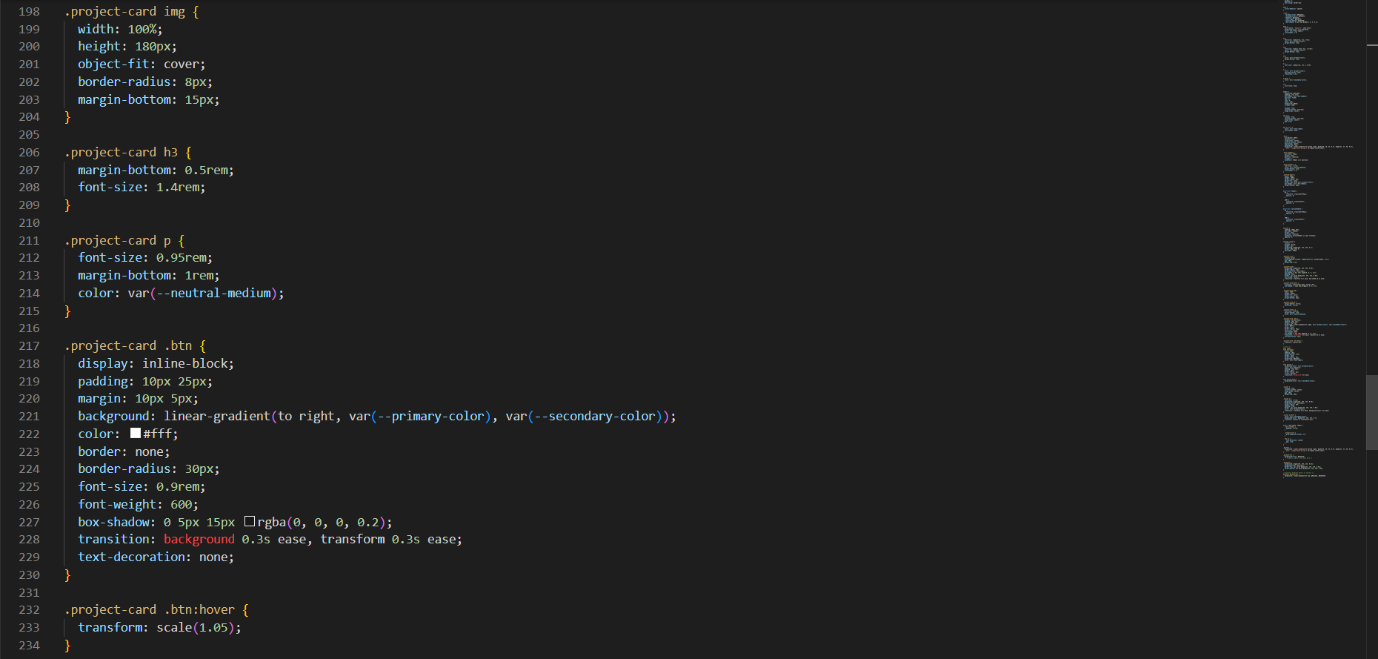 198 .project-card img {
199 width: 100%;
200 height: 180px;
201 object-fit: cover;
202 border-radius: 8px;
203 margin-bottom: 15px;
204 }
205
206 .project-card h3 {
207 margin-bottom: 0.5rem;
208 font-size: 1.4rem;
209 }
210
211 .project-card p {
212 font-size: 0.95rem;
213 margin-bottom: 1rem;
214 color: var(--neutral-medium);
215 }
216
217 .project-card .btn {
218 display: inline-block;
219 padding: 10px 25px;
220 margin: 10px 5px;
221 background: linear-gradient(to right, var(--primary-color), var(--secondary-color));
222 color: #fff;
223 border: none;
224 border-radius: 30px;
225 font-size: 0.9rem;
226 font-weight: 600;
227 box-shadow: 0 5px 15px rgba(0, 0, 0, 0.2);
228 transition: background 0.3s ease, transform 0.3s ease;
229 text-decoration: none;
230 }
231
232 .project-card .btn:hover {
233 transform: scale(1.05);
234 }